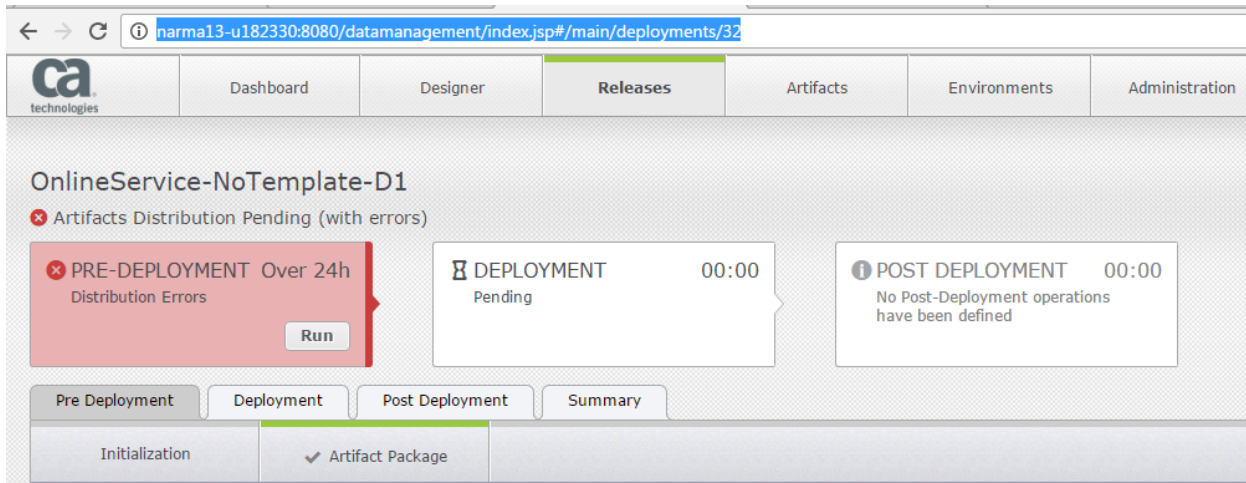 narma13-u182330:8080/datamanagement/index.jsp#/main/deployments/32
ca
technologies
Dashboard
Designer
Releases
Artifacts
Environments
Administration
OnlineService-NoTemplate-D1
Artifacts Distribution Pending (with errors)
PRE-DEPLOYMENT Over 24h
Distribution Errors
Run
DEPLOYMENT 00:00
Pending
POST DEPLOYMENT 00:00
No Post-Deployment operations
have been defined
Pre Deployment
Deployment
Post Deployment
Summary
Initialization
Artifact Package